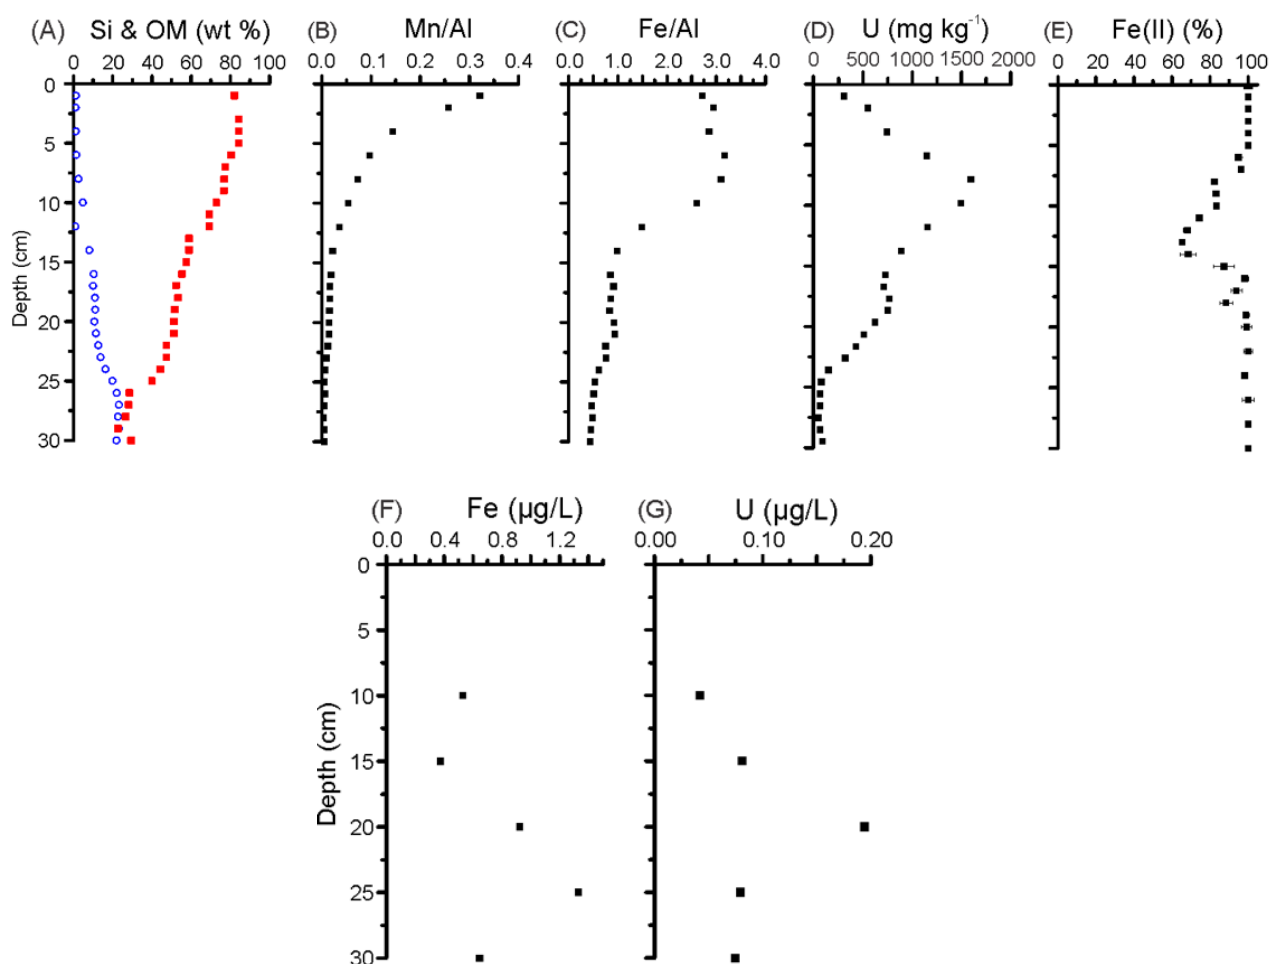 (A) Si & OM (wt %)
0 20 40 60 80 100
Depth (cm)
0
5
10
15
20
25
30
(B) Mn/Al
0.0 0.1 0.2 0.3 0.4
(C) Fe/Al
0.0 1.0 2.0 3.0 4.0
(D) U (mg kg⁻¹)
0 500 1000 1500 2000
(E) Fe(II) (%)
0 20 40 60 80 100
(F) Fe (µg/L)
0.0 0.4 0.8 1.2
Depth (cm)
0
5
10
15
20
25
30
(G) U (µg/L)
0.00 0.10 0.20